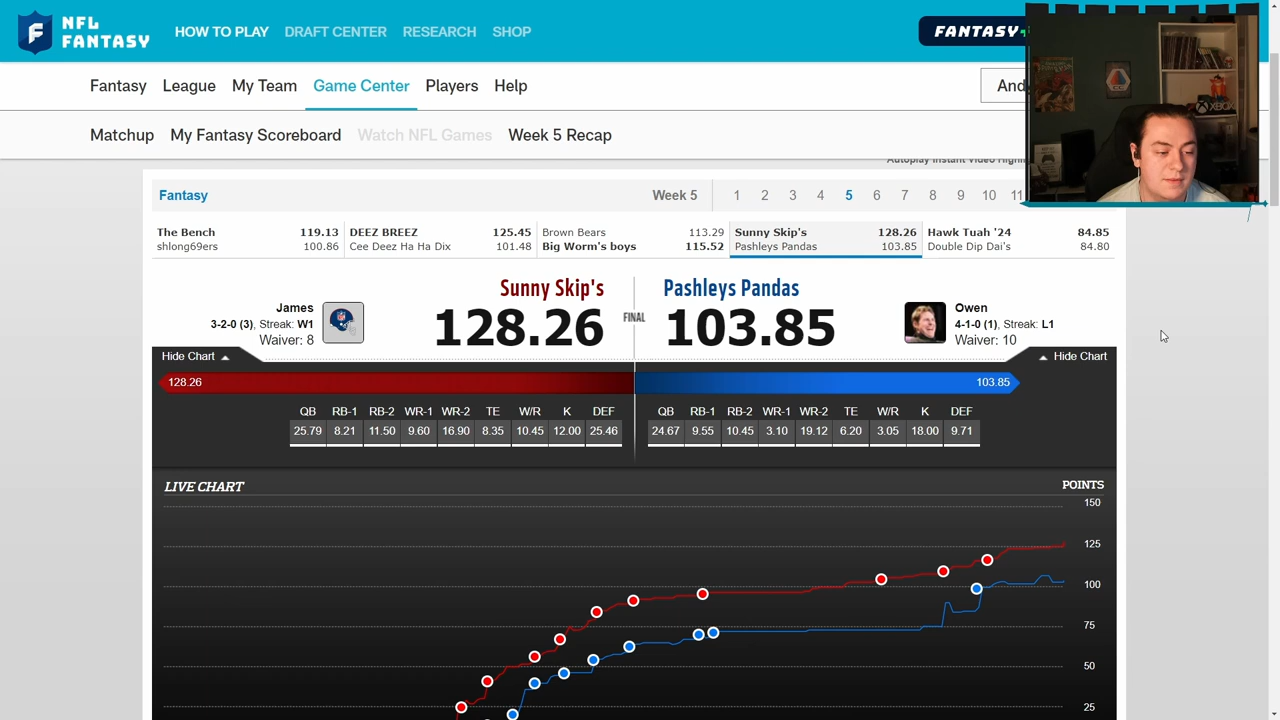 NFL
FANTASY
HOW TO PLAY DRAFT CENTER RESEARCH SHOP
FANTASY+
Fantasy League My Team Game Center Players Help
Matchup My Fantasy Scoreboard Watch NFL Games Week 5 Recap
XBOX
Fantasy Week 5 1 2 3 4 5 6 7 8 9 10 11
The Bench 119.13 DEEZ BREEZ 125.45 Brown Bears 113.29 Sunny Skip's 128.26 Hawk Tuah '24 84.85
shlong69ers 100.86 Cee Deez Ha Ha Dix 101.48 Big Worm's boys 115.52 Pashleys Pandas 103.85 Double Dip Dai's 84.80
Sunny Skip's Pashleys Pandas
James
3-2-0 (3), Streak: W1
Waiver: 8
128.26 FINAL 103.85
Owen
4-1-0 (1), Streak: L1
Waiver: 10
Hide Chart Hide Chart
128.26 103.85
QB RB-1 RB-2 WR-1 WR-2 TE W/R K DEF QB RB-1 RB-2 WR-1 WR-2 TE W/R K DEF
25.79 8.21 11.50 9.60 16.90 8.35 10.45 12.00 25.46 24.67 9.55 10.45 3.10 19.12 6.20 3.05 18.00 9.71
LIVE CHART POINTS
150
125
100
75
50
25